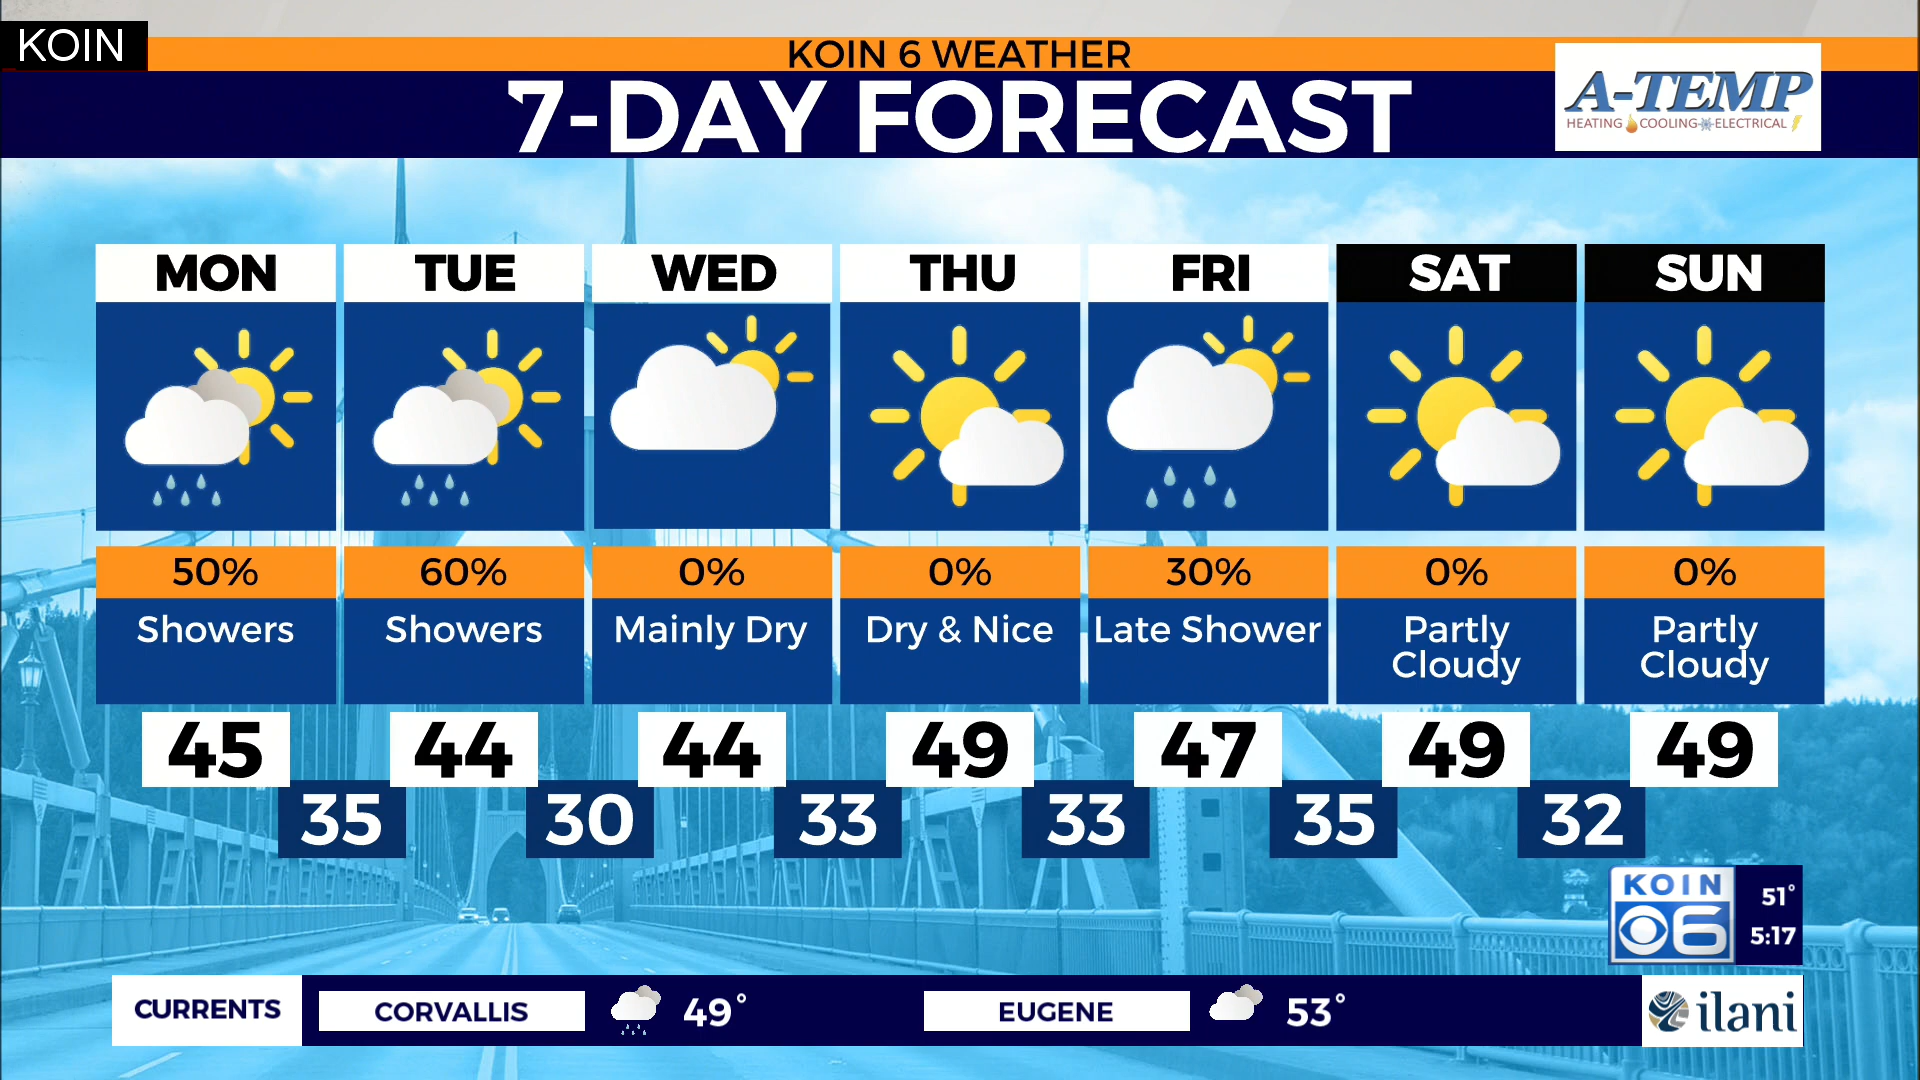 KOIN
KOIN 6 WEATHER
7-DAY FORECAST
A-TEMP
HEATING COOLING ELECTRICAL
MON TUE WED THU FRI SAT SUN
50% 60% 0% 0% 30% 0% 0%
Showers Showers Mainly Dry Dry & Nice Late Shower Partly Cloudy Partly Cloudy
45 44 44 49 47 49 49
35 30 33 33 35 32
KOIN 6
51°
5:17
CURRENTS CORVALLIS 49° EUGENE 53° ilani